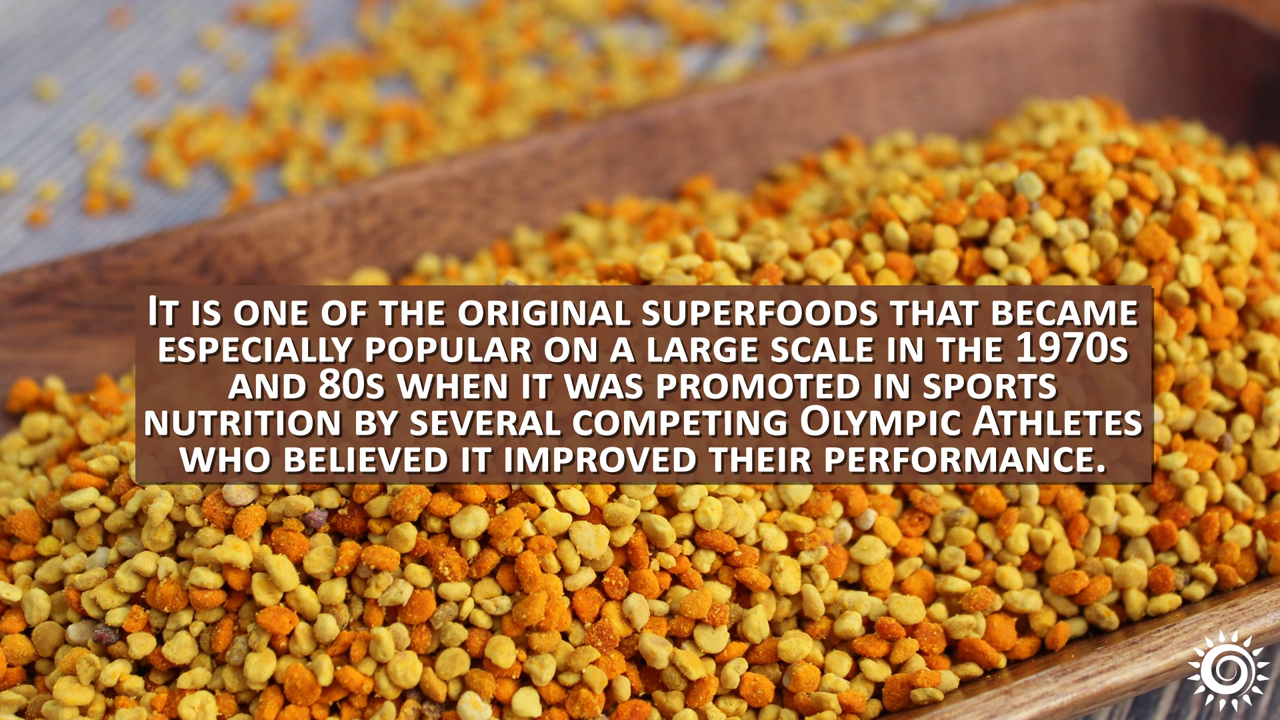 It is one of the original superfoods that became
especially popular on a large scale in the 1970s
and 80s when it was promoted in sports
nutrition by several competing Olympic Athletes
who believed it improved their performance.